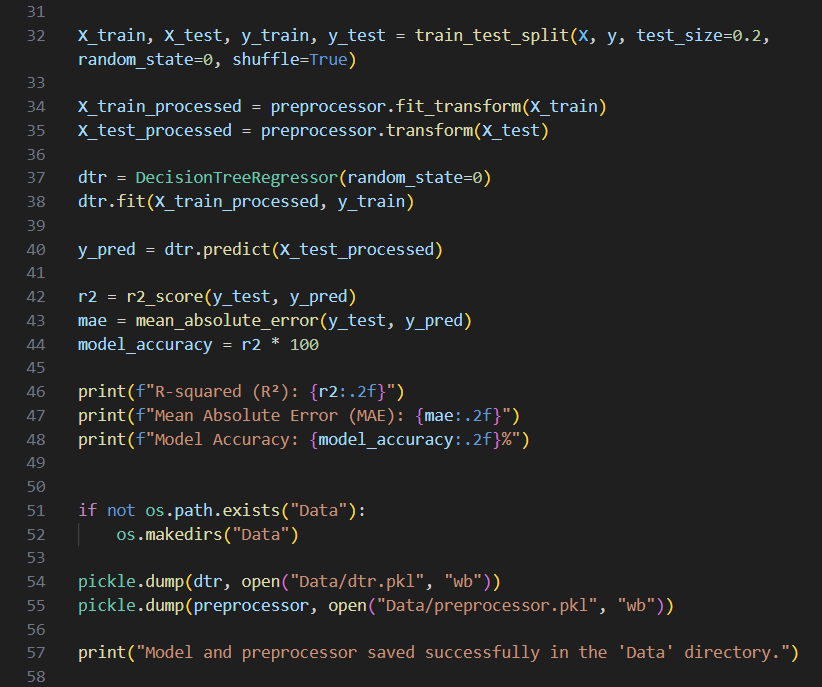 31
32 X_train, X_test, y_train, y_test = train_test_split(X, y, test_size=0.2,
random_state=0, shuffle=True)
33
34 X_train_processed = preprocessor.fit_transform(X_train)
35 X_test_processed = preprocessor.transform(X_test)
36
37 dtr = DecisionTreeRegressor(random_state=0)
38 dtr.fit(X_train_processed, y_train)
39
40 y_pred = dtr.predict(X_test_processed)
41
42 r2 = r2_score(y_test, y_pred)
43 mae = mean_absolute_error(y_test, y_pred)
44 model_accuracy = r2 * 100
45
46 print(f"R-squared (R²): {r2:.2f}")
47 print(f"Mean Absolute Error (MAE): {mae:.2f}")
48 print(f"Model Accuracy: {model_accuracy:.2f}%")
49
50
51 if not os.path.exists("Data"):
52     os.makedirs("Data")
53
54 pickle.dump(dtr, open("Data/dtr.pkl", "wb"))
55 pickle.dump(preprocessor, open("Data/preprocessor.pkl", "wb"))
56
57 print("Model and preprocessor saved successfully in the 'Data' directory.")
58